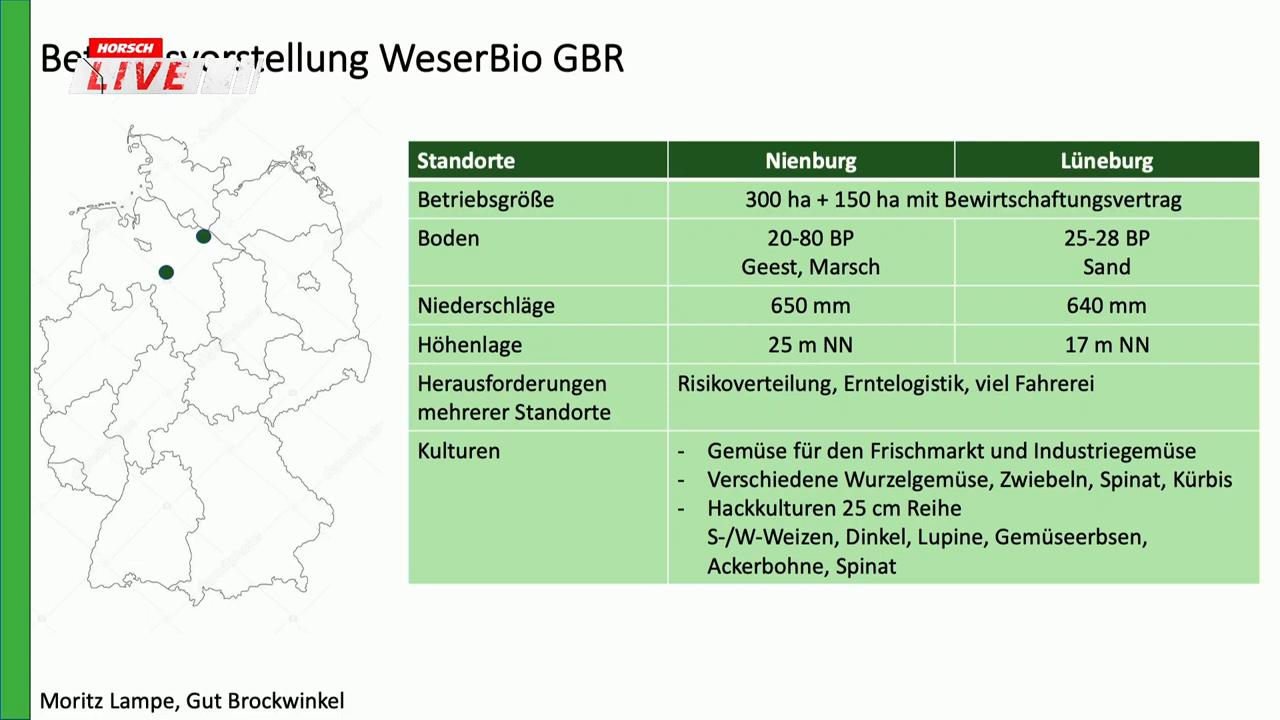 HORSCH
LIVE
WeserBio GBR
Standorte
Nienburg
Lüneburg
Betriebsgröße
300 ha + 150 ha mit Bewirtschaftungsvertrag
Boden
20-80 BP
Geest, Marsch
25-28 BP
Sand
Niederschläge
650 mm
640 mm
Höhenlage
25 m NN
17 m NN
Herausforderungen
mehrerer Standorte
Risikoverteilung, Erntelogistik, viel Fahrerei
Kulturen
- Gemüse für den Frischmarkt und Industriegemüse
- Verschiedene Wurzelgemüse, Zwiebeln, Spinat, Kürbis
- Hackkulturen 25 cm Reihe
S-/W-Weizen, Dinkel, Lupine, Gemüseerbsen,
Ackerbohne, Spinat
Moritz Lampe, Gut Brockwinkel